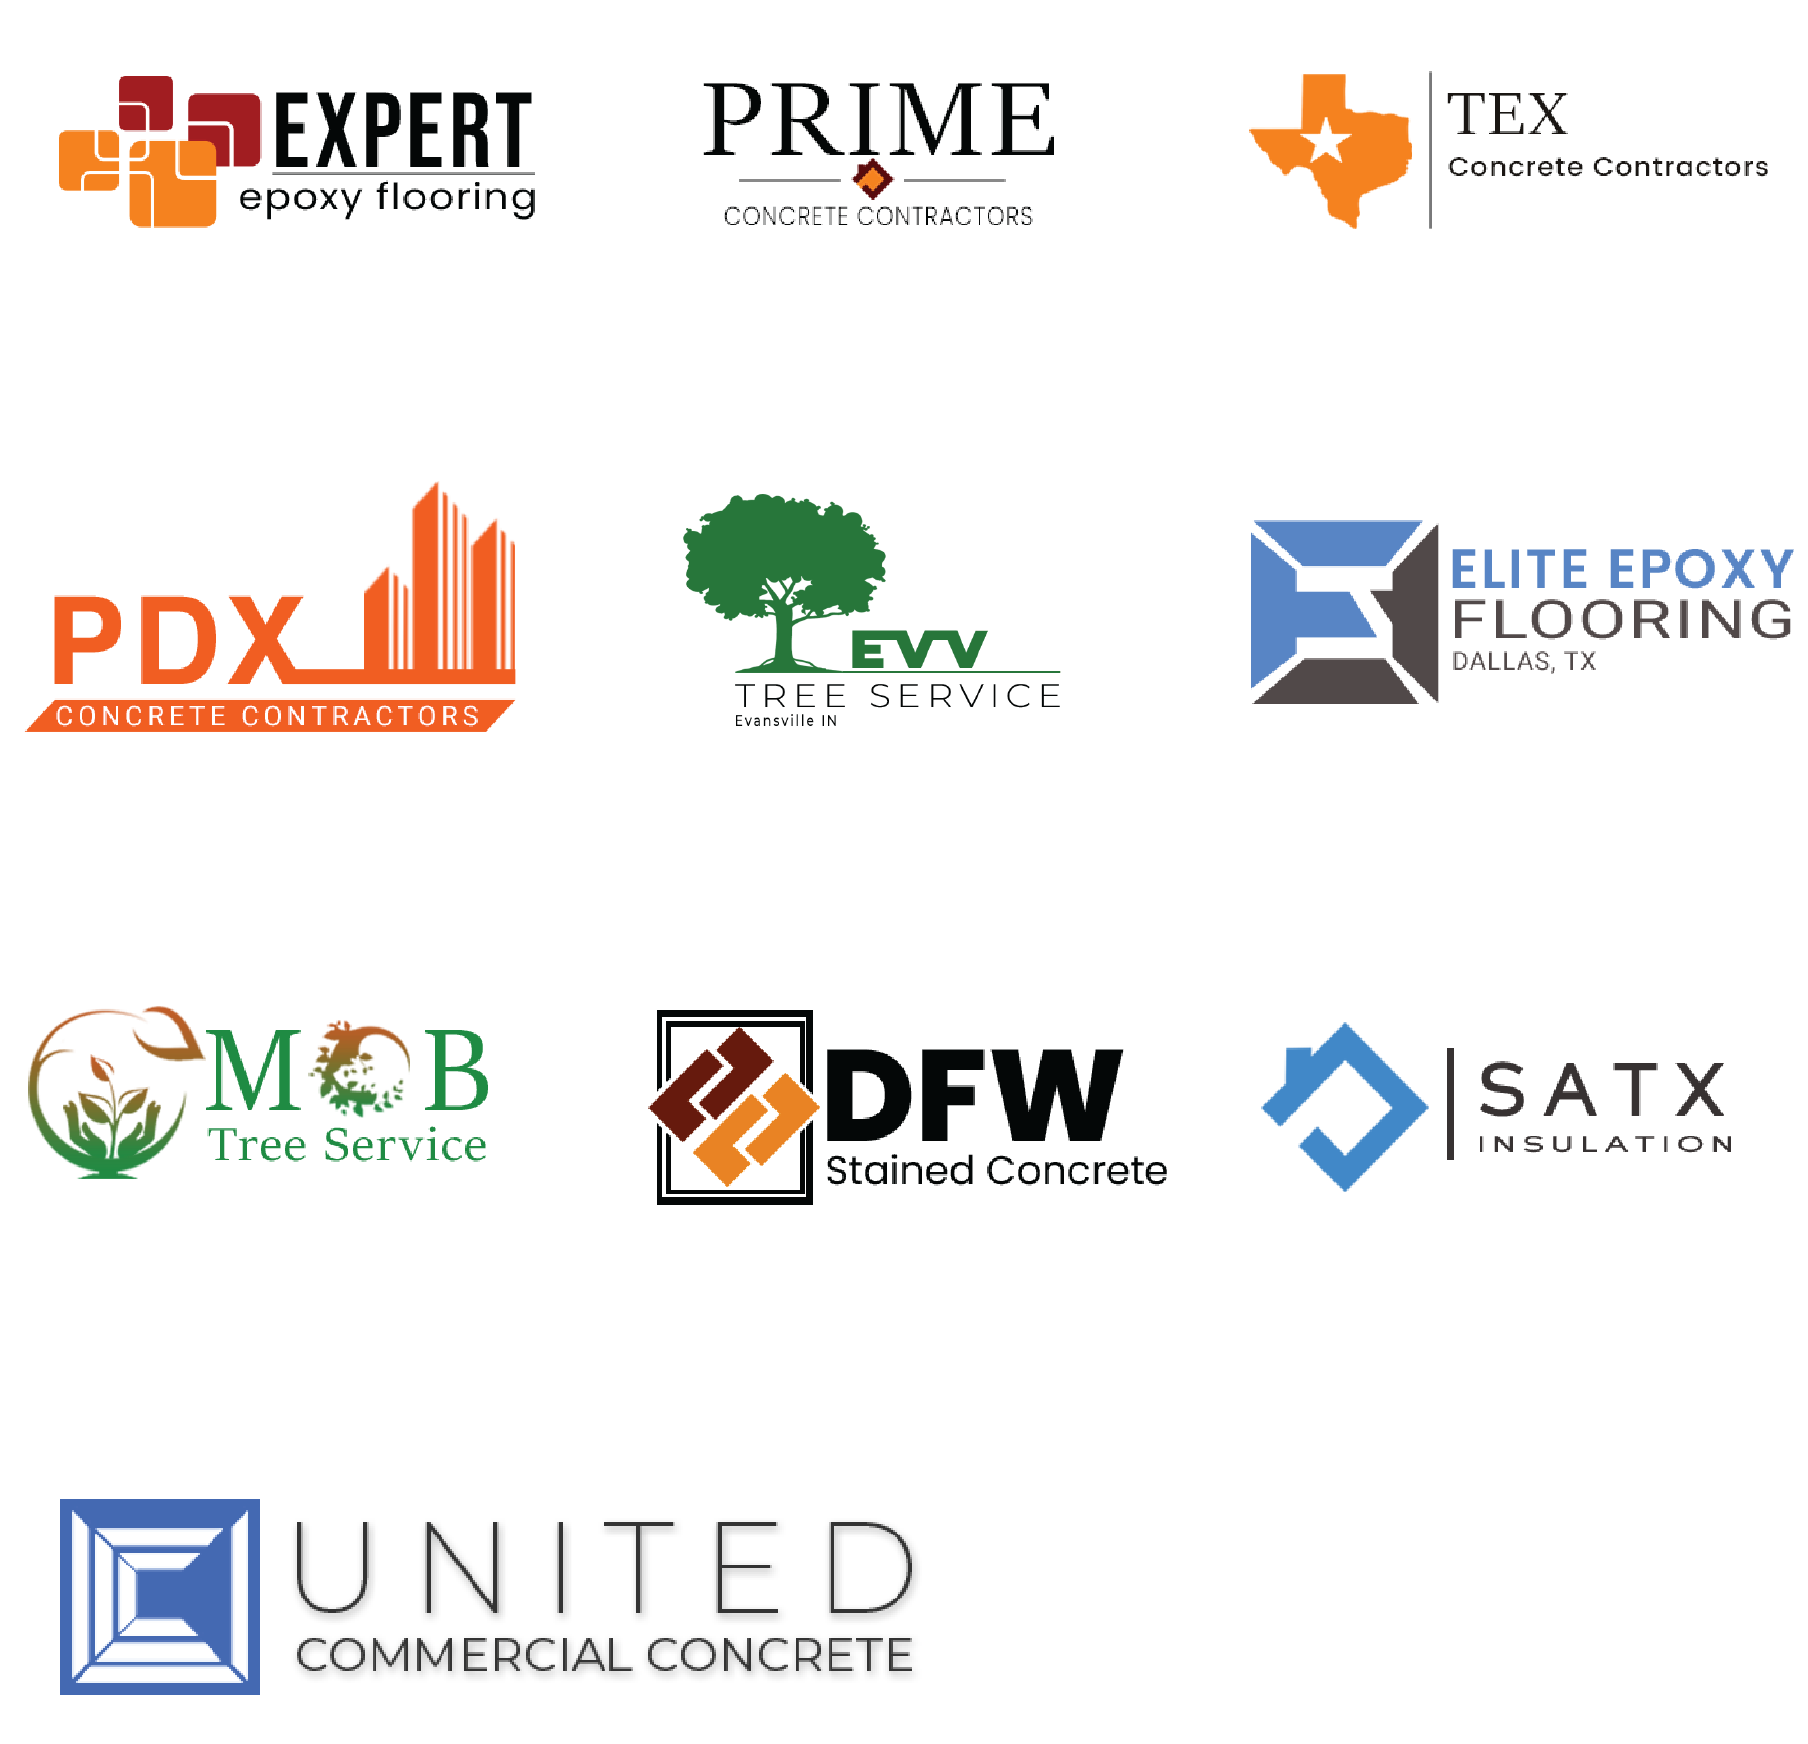 EXPERT
epoxy flooring
PRIME
CONCRETE CONTRACTORS
TEX
Concrete Contractors
PDX
CONCRETE CONTRACTORS
EVV
TREE SERVICE
Evansville IN
ELITE EPOXY
FLOORING
DALLAS, TX
MOB
Tree Service
DFW
Stained Concrete
SATX
INSULATION
UNITED
COMMERCIAL CONCRETE